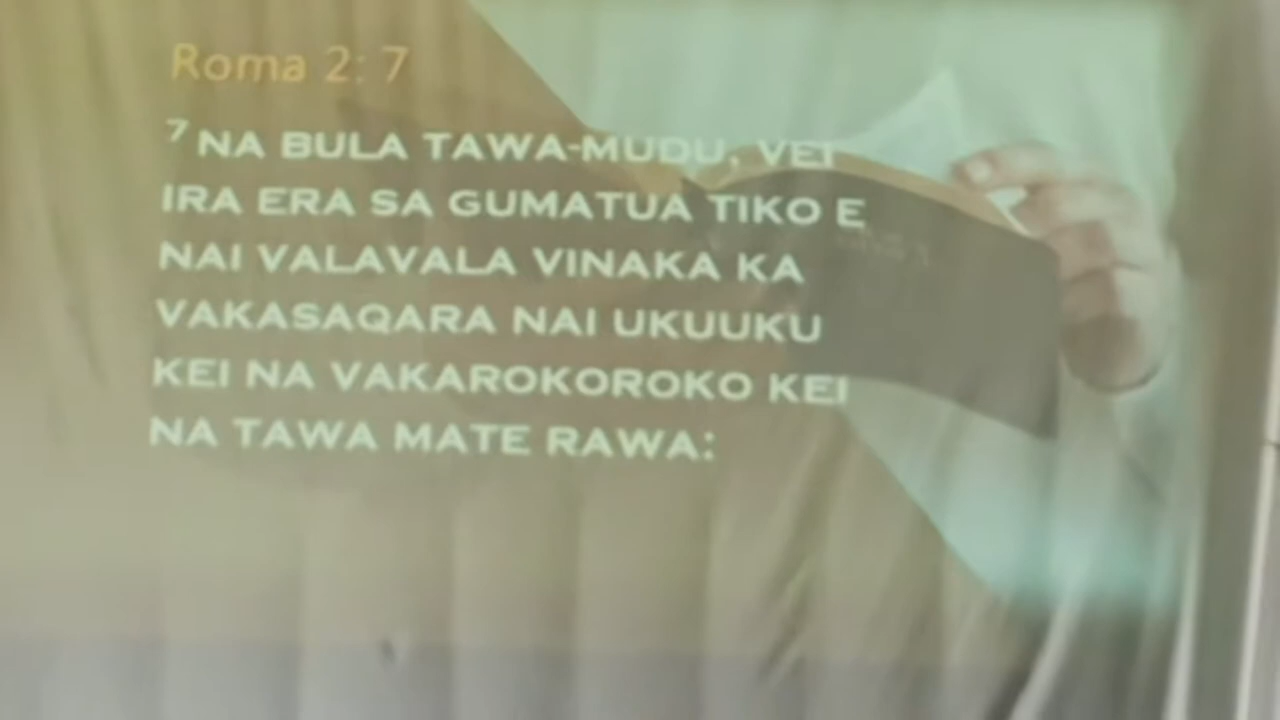 Roma 2: 7
7 NA BULA TAWA-MUDU, VEI
IRA ERA SA GUMATUA TIKO E
NAI VALAVALA VINAKA KA
VAKASAQARA NAI UKUUKU
KEI NA VAKAROKOROKO KEI
NA TAWA MATE RAWA: